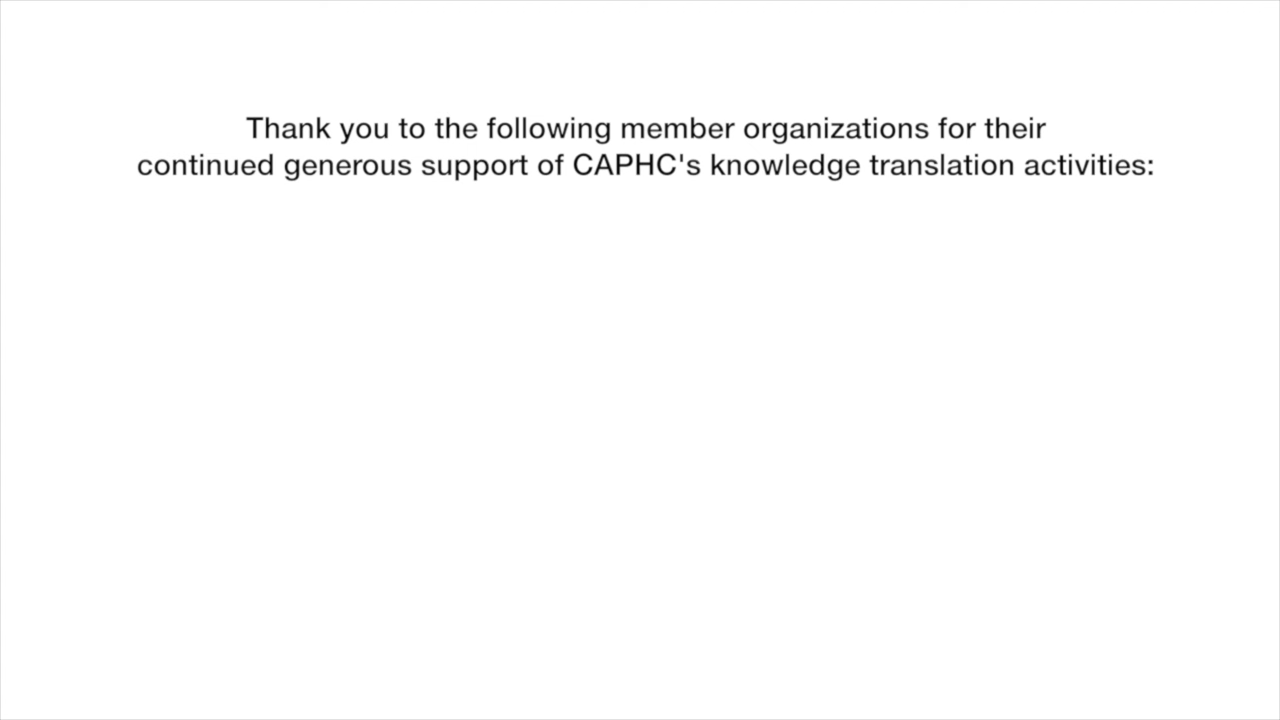 Thank you to the following member organizations for their
continued generous support of CAPHC's knowledge translation activities: